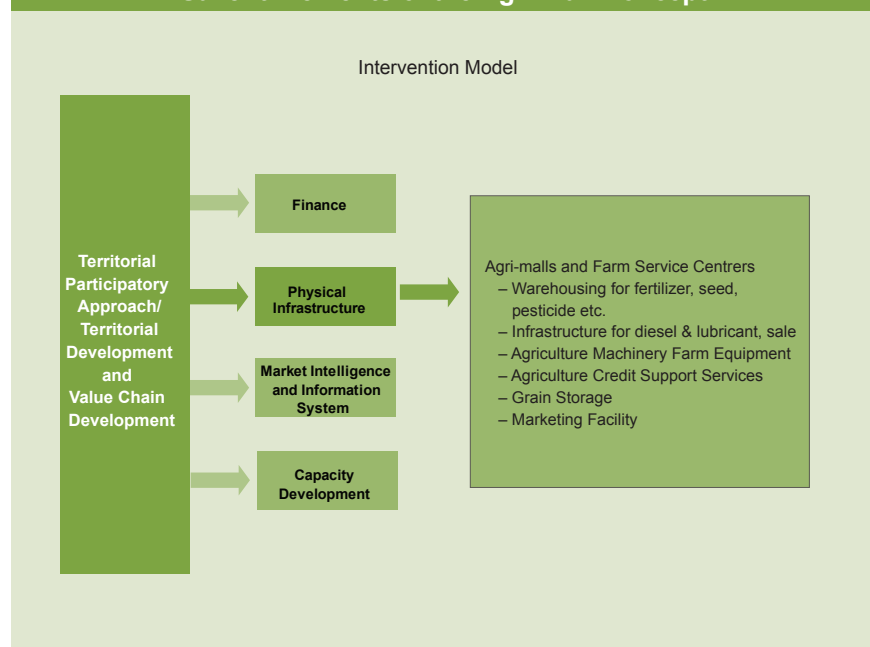 Intervention Model
Territorial
Participatory
Approach/
Territorial
Development
and
Value Chain
Development
Finance
Physical
Infrastructure
Market Intelligence
and Information
System
Capacity
Development
Agri-malls and Farm Service Centrers
– Warehousing for fertilizer, seed,
pesticide etc.
– Infrastructure for diesel & lubricant, sale
– Agriculture Machinery Farm Equipment
– Agriculture Credit Support Services
– Grain Storage
– Marketing Facility